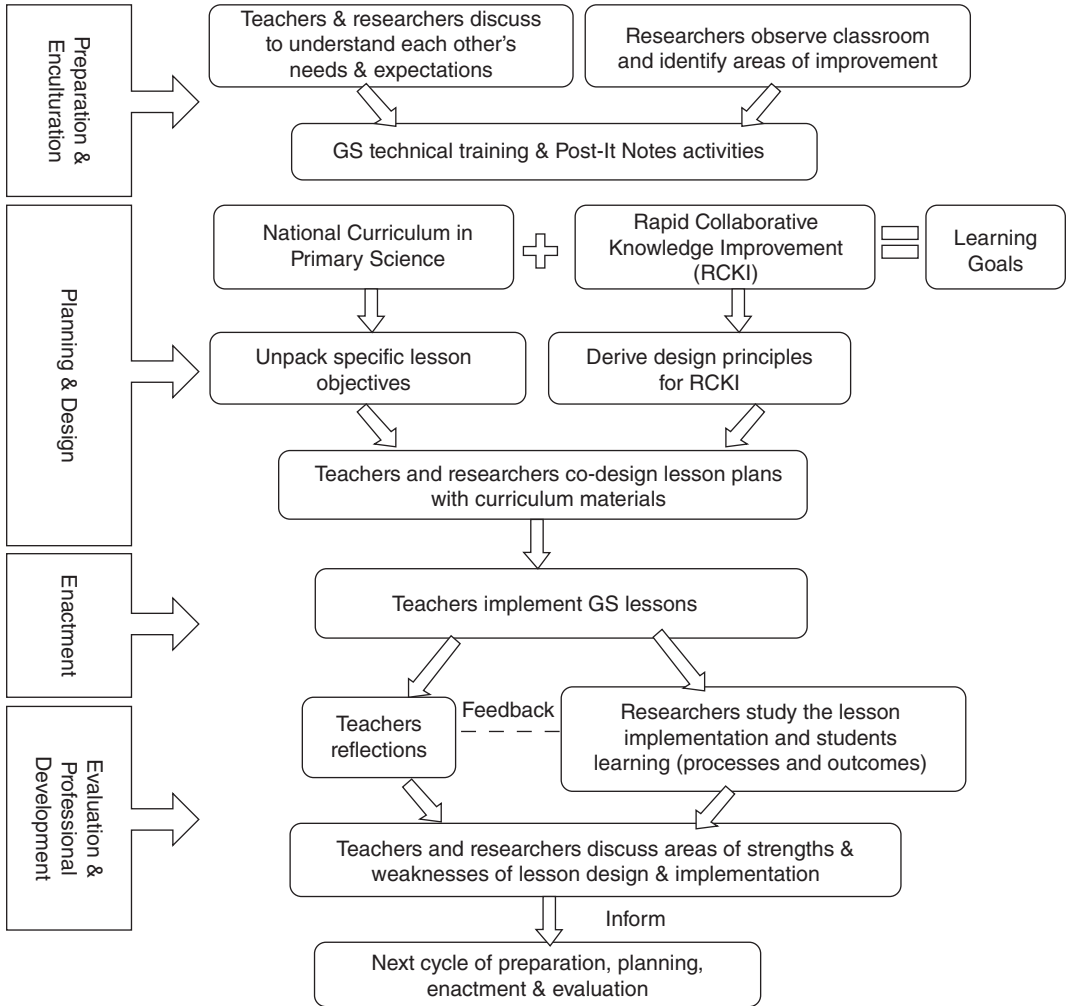 Preparation &
Enculturation
Teachers & researchers discuss
to understand each other's
needs & expectations
Researchers observe classroom
and identify areas of improvement
GS technical training & Post-It Notes activities
Planning & Design
National Curriculum in
Primary Science
Rapid Collaborative
Knowledge Improvement
(RCKI)
Learning
Goals
Unpack specific lesson
objectives
Derive design principles
for RCKI
Teachers and researchers co-design lesson plans
with curriculum materials
Enactment
Teachers implement GS lessons
Evaluation &
Professional
Development
Teachers
reflections
Feedback
Researchers study the lesson
implementation and students
learning (processes and outcomes)
Teachers and researchers discuss areas of strengths &
weaknesses of lesson design & implementation
Inform
Next cycle of preparation, planning,
enactment & evaluation